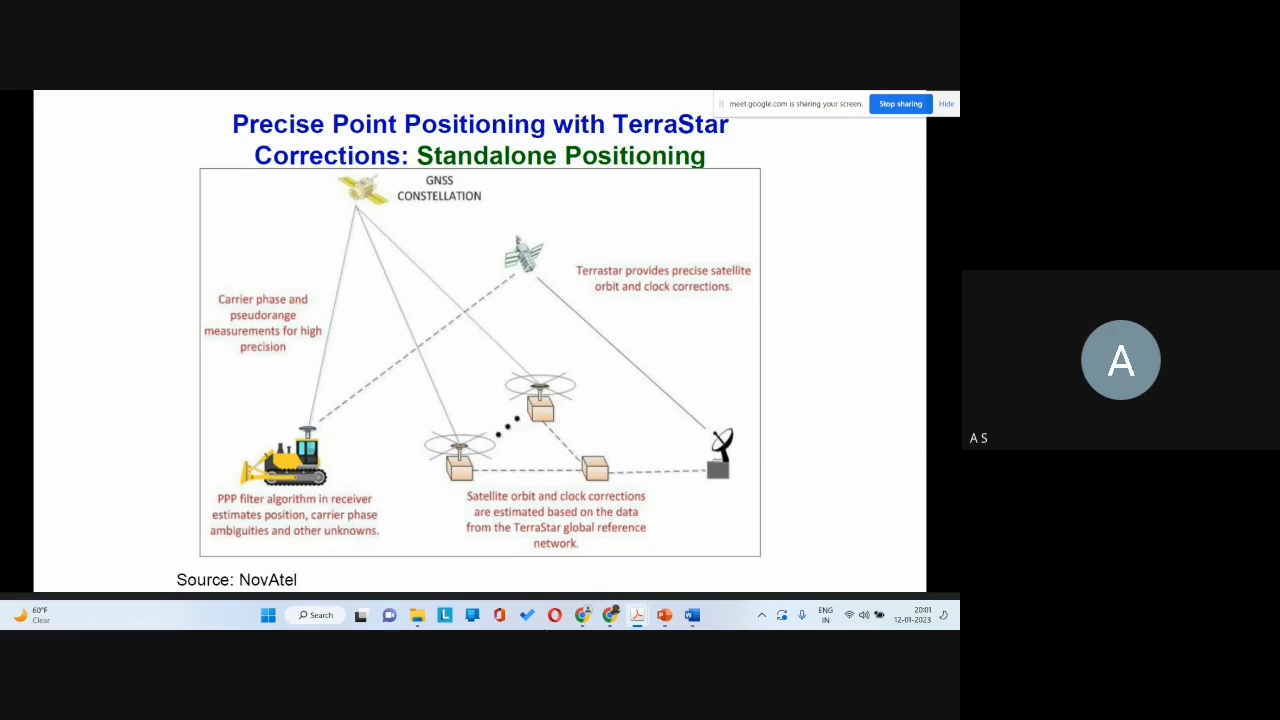 meet.google.com is sharing your screen.
Stop sharing
Hide
Precise Point Positioning with TerraStar
Corrections: Standalone Positioning
GNSS
CONSTELLATION
Terrastar provides precise satellite
orbit and clock corrections.
Carrier phase and
pseudorange
measurements for high
precision
PPP filter algorithm in receiver
estimates position, carrier phase
ambiguities and other unknowns.
Satellite orbit and clock corrections
are estimated based on the data
from the TerraStar global reference
network.
Source: NovAtel
A
A S
60°F
Clear
Search
ENG
IN
20:01
12-01-2023